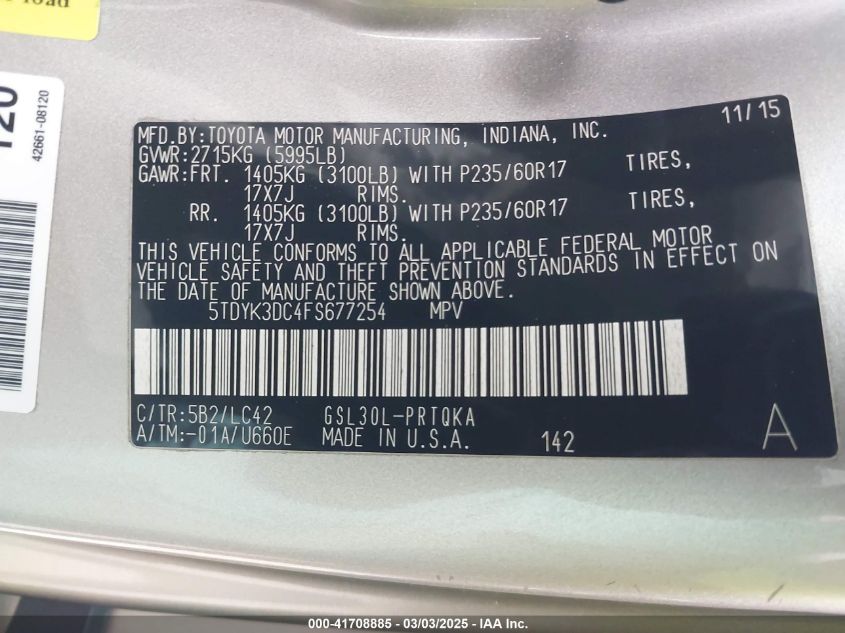 road
120
42661-08120
11/15
MFD.BY:TOYOTA MOTOR MANUFACTURING, INDIANA, INC.
GVWR:2715KG (5995LB)
GAWR:FRT. 1405KG (3100LB) WITH P235/60R17 TIRES,
17X7J RIMS.
RR. 1405KG (3100LB) WITH P235/60R17 TIRES,
17X7J RIMS.
THIS VEHICLE CONFORMS TO ALL APPLICABLE FEDERAL MOTOR
VEHICLE SAFETY AND THEFT PREVENTION STANDARDS IN EFFECT ON
THE DATE OF MANUFACTURE SHOWN ABOVE.
5TDYK3DC4FS677254 MPV
C/TR:5B2/LC42 GSL30L-PRTQKA
A/TM:-01A/U660E MADE IN U.S.A. 142 A
000-41708885 - 03/03/2025 - IAA Inc.